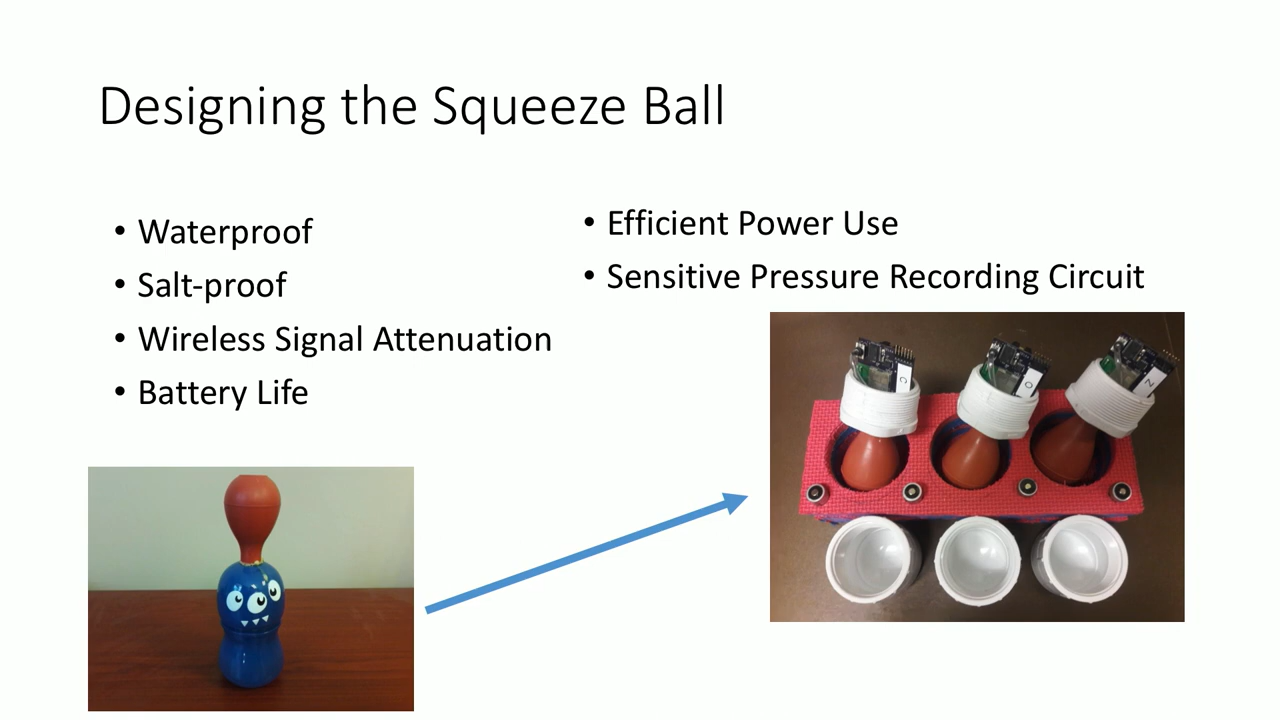 Designing the Squeeze Ball
• Waterproof
• Salt-proof
• Wireless Signal Attenuation
• Battery Life
• Efficient Power Use
• Sensitive Pressure Recording Circuit
C
O
Z